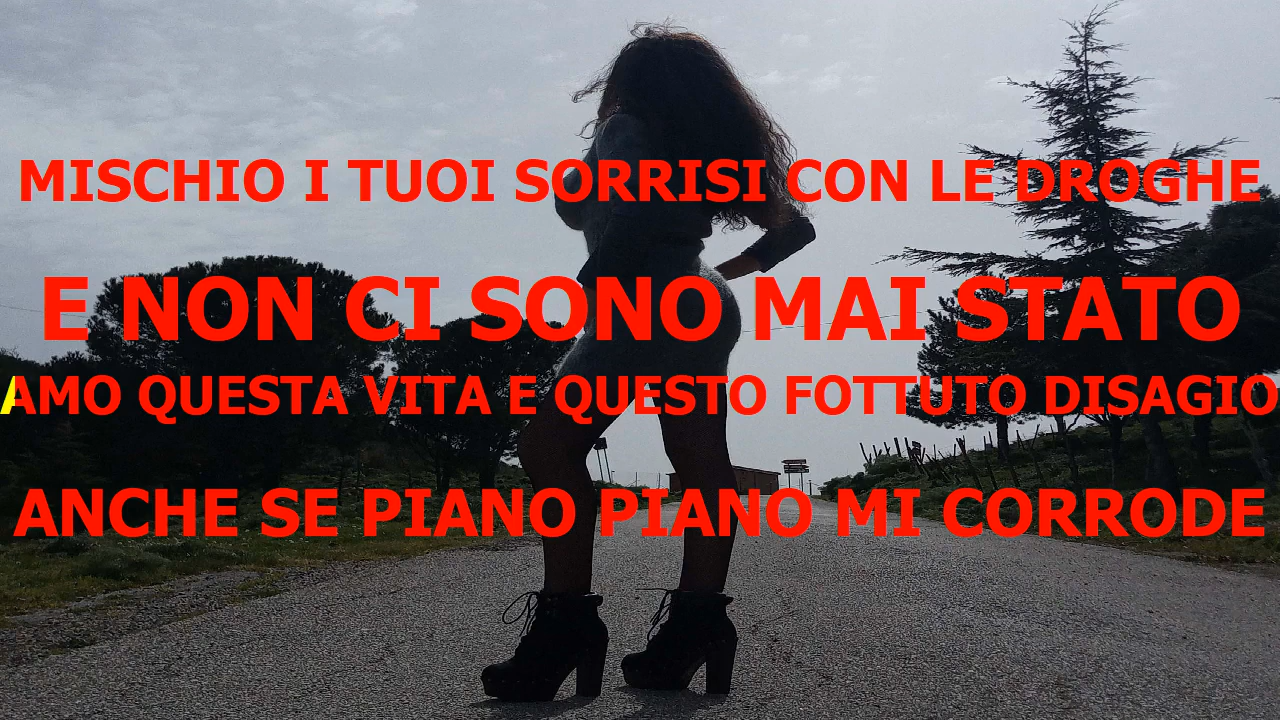 MISCHIO I TUOI SORRISI CON LE DROGHE
E NON CI SONO MAI STATO
AMO QUESTA VITA E QUESTO FOTTUTO DISAGIO
ANCHE SE PIANO PIANO MI CORRODE